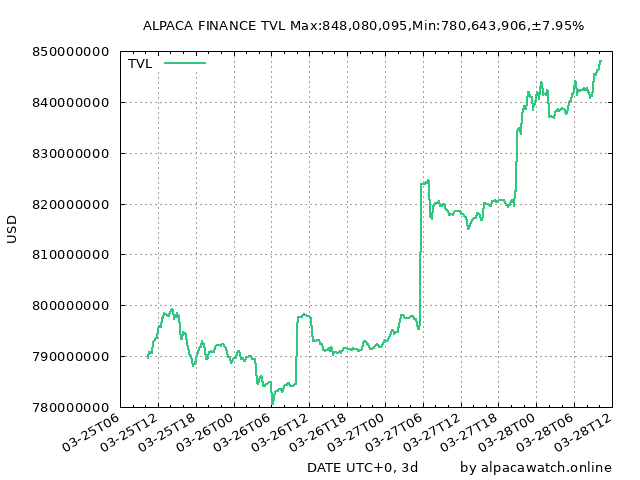 ALPACA FINANCE TVL Max:848,080,095,Min:780,643,906,±7.95%
850000000
TVL
840000000
830000000
820000000
USD
810000000
800000000
790000000
780000000
03-25T06
03-25T12
03-25T18
03-26T00
03-26T06
03-26T12
03-26T18
03-27T00
03-27T06
03-27T12
03-27T18
03-28T00
03-28T06
03-28T12
DATE UTC+0, 3d
by alpacawatch.online